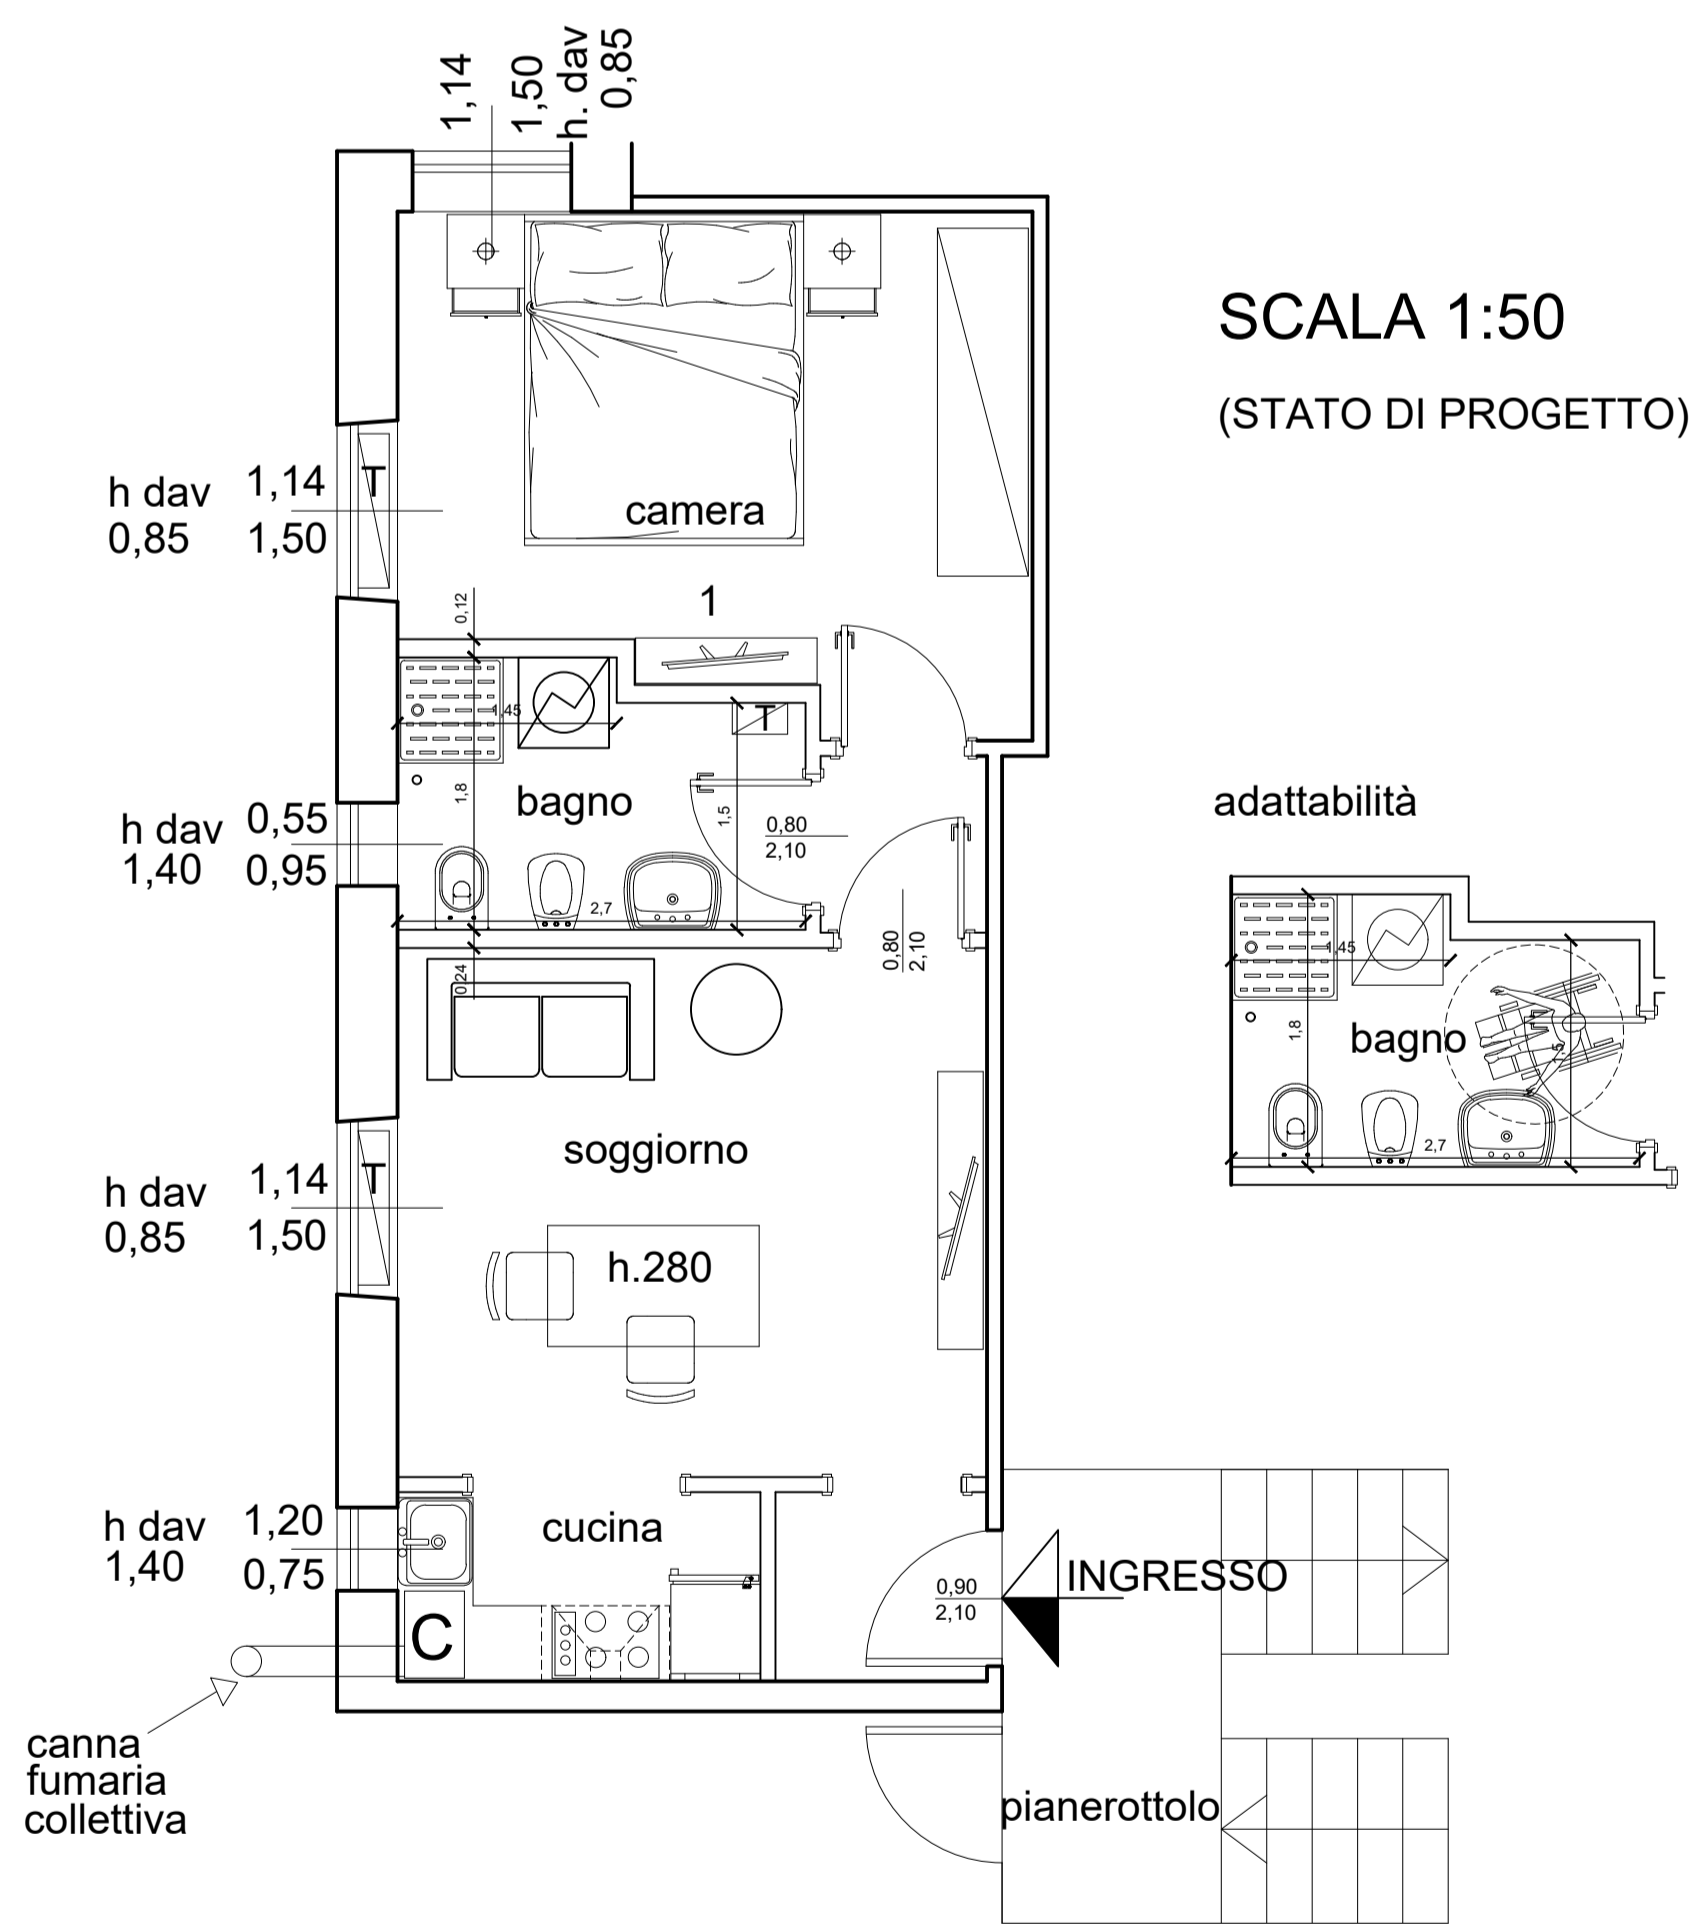 1,14
1,50
h. dav
0,85
SCALA 1:50
(STATO DI PROGETTO)
h dav 1,14
0,85 1,50
T
camera
1
0,12
1,45
T
1,8
bagno
1,5
0,80
2,10
h dav 0,55
1,40 0,95
2,7
0,80
2,10
0,24
adattabilità
1,45
1,8
bagno
1,5
2,7
soggiorno
h dav 1,14
0,85 1,50
T
h.280
h dav 1,20
1,40 0,75
cucina
C
0,90
2,10
INGRESSO
canna
fumaria
collettiva
pianerottolo